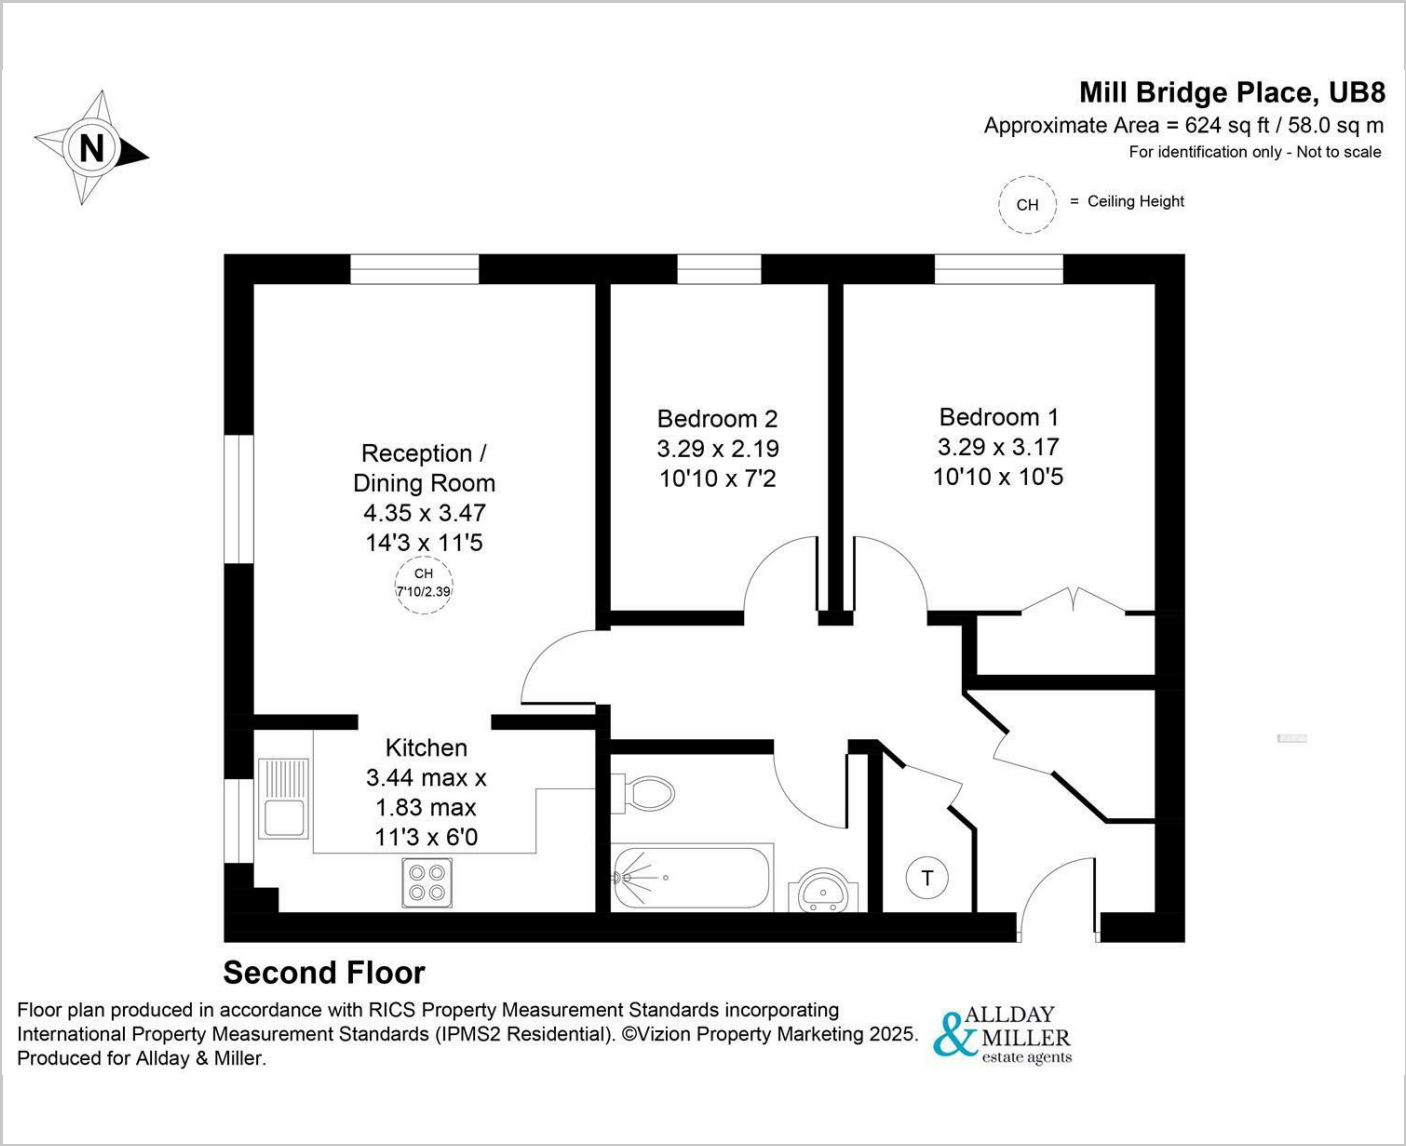 N
Mill Bridge Place, UB8
Approximate Area = 624 sq ft / 58.0 sq m
For identification only - Not to scale
CH
= Ceiling Height
Reception /
Dining Room
4.35 x 3.47
14'3 x 11'5
CH
7'10/2.39
Bedroom 2
3.29 x 2.19
10'10 x 7'2
Bedroom 1
3.29 x 3.17
10'10 x 10'5
Kitchen
3.44 max x
1.83 max
11'3 x 6'0
T
Second Floor
Floor plan produced in accordance with RICS Property Measurement Standards incorporating
International Property Measurement Standards (IPMS2 Residential). ©Vizion Property Marketing 2025.
Produced for Allday & Miller.
ALLDAY
& MILLER
estate agents